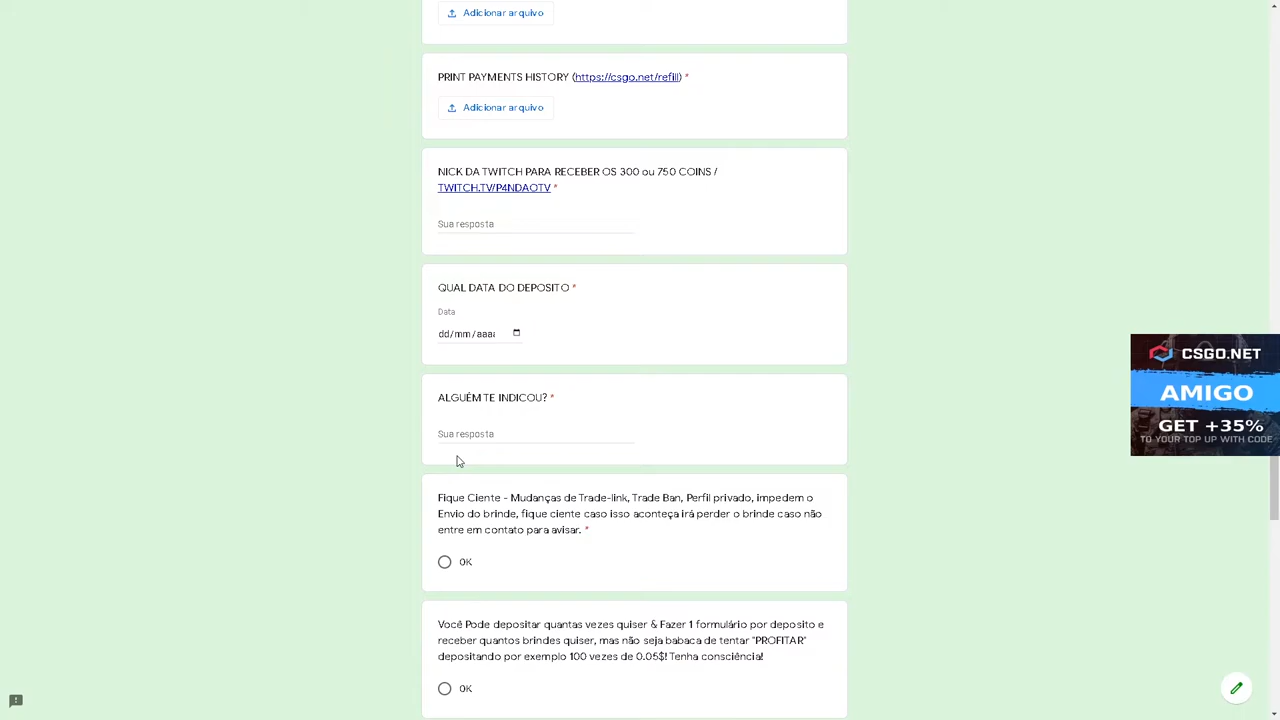 Adicionar arquivo
PRINT PAYMENTS HISTORY (https://csgo.net/refill) *
Adicionar arquivo
NICK DA TWITCH PARA RECEBER OS 300 ou 750 COINS /
TWITCH.TV/P4NDAOTV *
Sua resposta
QUAL DATA DO DEPOSITO *
Data
dd/mm/aaaa
ALGUÉM TE INDICOU? *
Sua resposta
Fique Ciente - Mudanças de Trade-link, Trade Ban, Perfil privado, impedem o
Envio do brinde, fique ciente caso isso aconteça irá perder o brinde caso não
entre em contato para avisar. *
OK
Você Pode depositar quantas vezes quiser & Fazer 1 formulário por deposito e
receber quantos brindes quiser, mas não seja babaca de tentar "PROFITAR"
depositando por exemplo 100 vezes de 0.05$! Tenha consciência!
OK
CSGO.NET
AMIGO
GET +35%
TO YOUR TOP UP WITH CODE